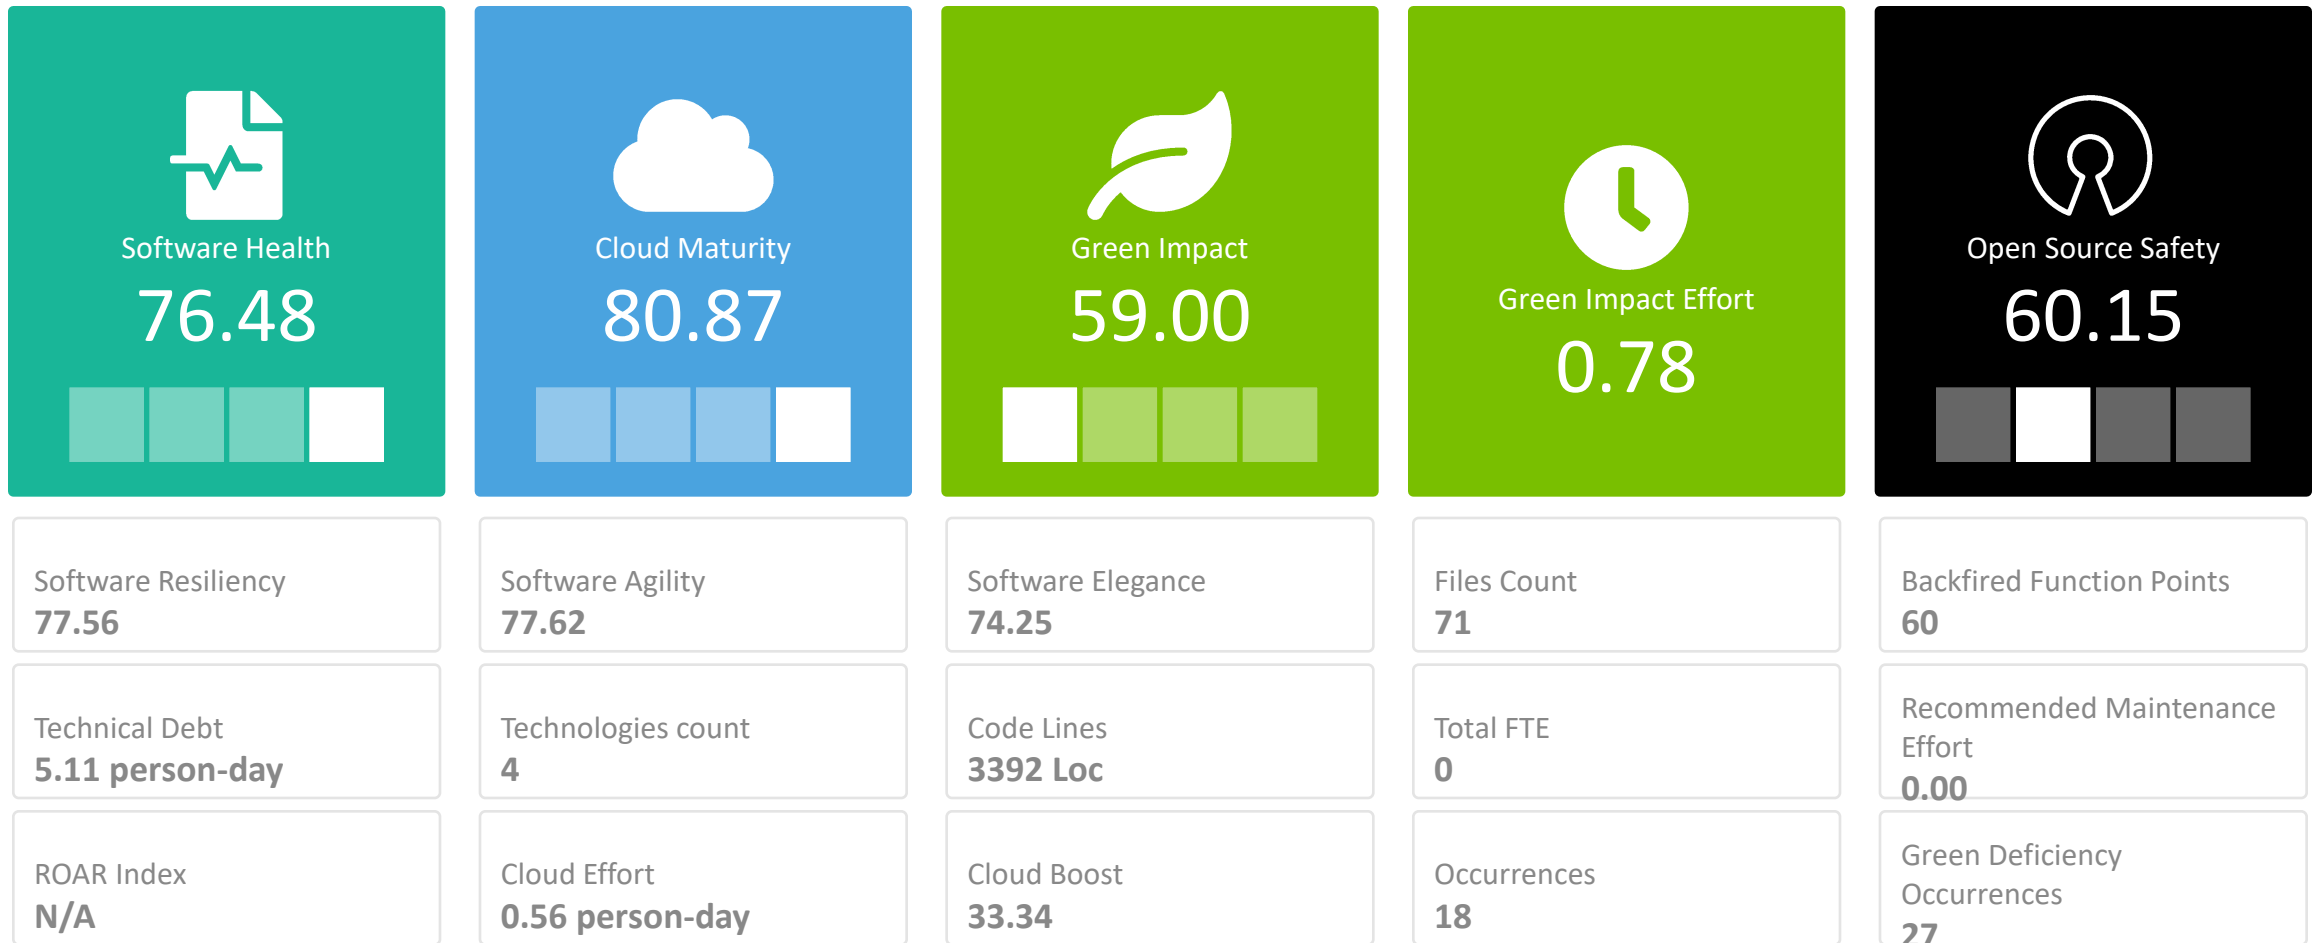 Software Health
76.48
Cloud Maturity
80.87
Green Impact
59.00
Green Impact Effort
0.78
Open Source Safety
60.15
Software Resiliency
77.56
Software Agility
77.62
Software Elegance
74.25
Files Count
71
Backfired Function Points
60
Technical Debt
5.11 person-day
Technologies count
4
Code Lines
3392 Loc
Total FTE
0
Recommended Maintenance
Effort
0.00
ROAR Index
N/A
Cloud Effort
0.56 person-day
Cloud Boost
33.34
Occurrences
18
Green Deficiency
Occurrences
27